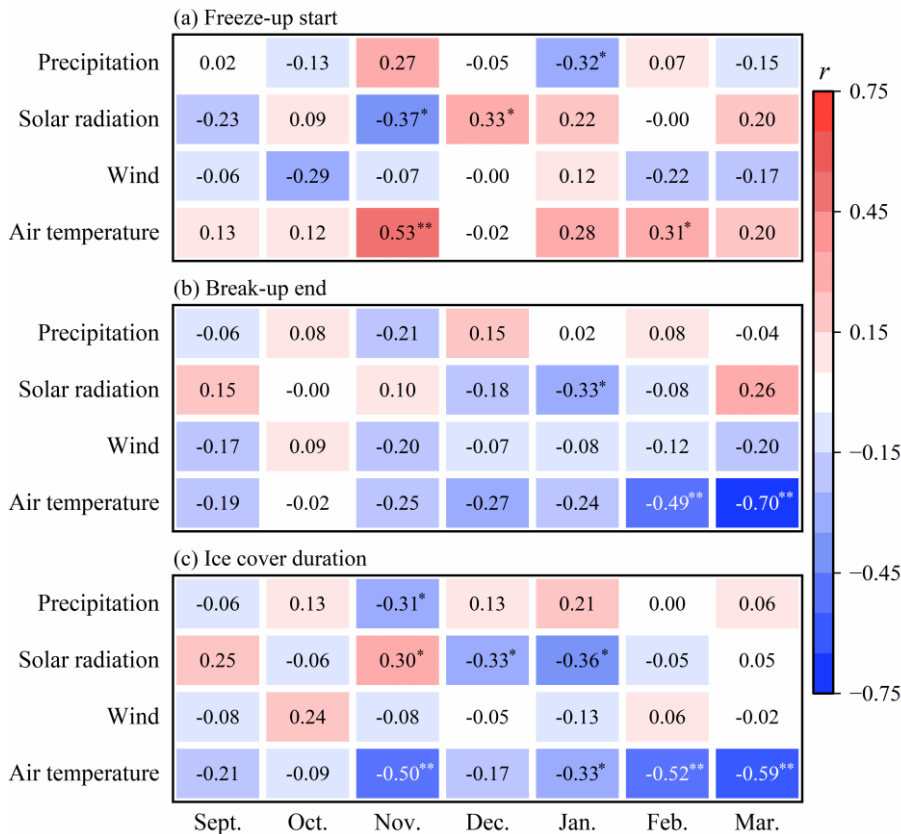 (a) Freeze-up start
r
Precipitation 0.02 -0.13 0.27 -0.05 -0.32* 0.07 -0.15
Solar radiation -0.23 0.09 -0.37* 0.33* 0.22 -0.00 0.20
Wind -0.06 -0.29 -0.07 -0.00 0.12 -0.22 -0.17
Air temperature 0.13 0.12 0.53** -0.02 0.28 0.31* 0.20
(b) Break-up end
Precipitation -0.06 0.08 -0.21 0.15 0.02 0.08 -0.04
Solar radiation 0.15 -0.00 0.10 -0.18 -0.33* -0.08 0.26
Wind -0.17 0.09 -0.20 -0.07 -0.08 -0.12 -0.20
Air temperature -0.19 -0.02 -0.25 -0.27 -0.24 -0.49** -0.70**
(c) Ice cover duration
Precipitation -0.06 0.13 -0.31* 0.13 0.21 0.00 0.06
Solar radiation 0.25 -0.06 0.30* -0.33* -0.36* -0.05 0.05
Wind -0.08 0.24 -0.08 -0.05 -0.13 0.06 -0.02
Air temperature -0.21 -0.09 -0.50** -0.17 -0.33* -0.52** -0.59**
Sept. Oct. Nov. Dec. Jan. Feb. Mar.
0.75
0.45
0.15
−0.15
−0.45
−0.75